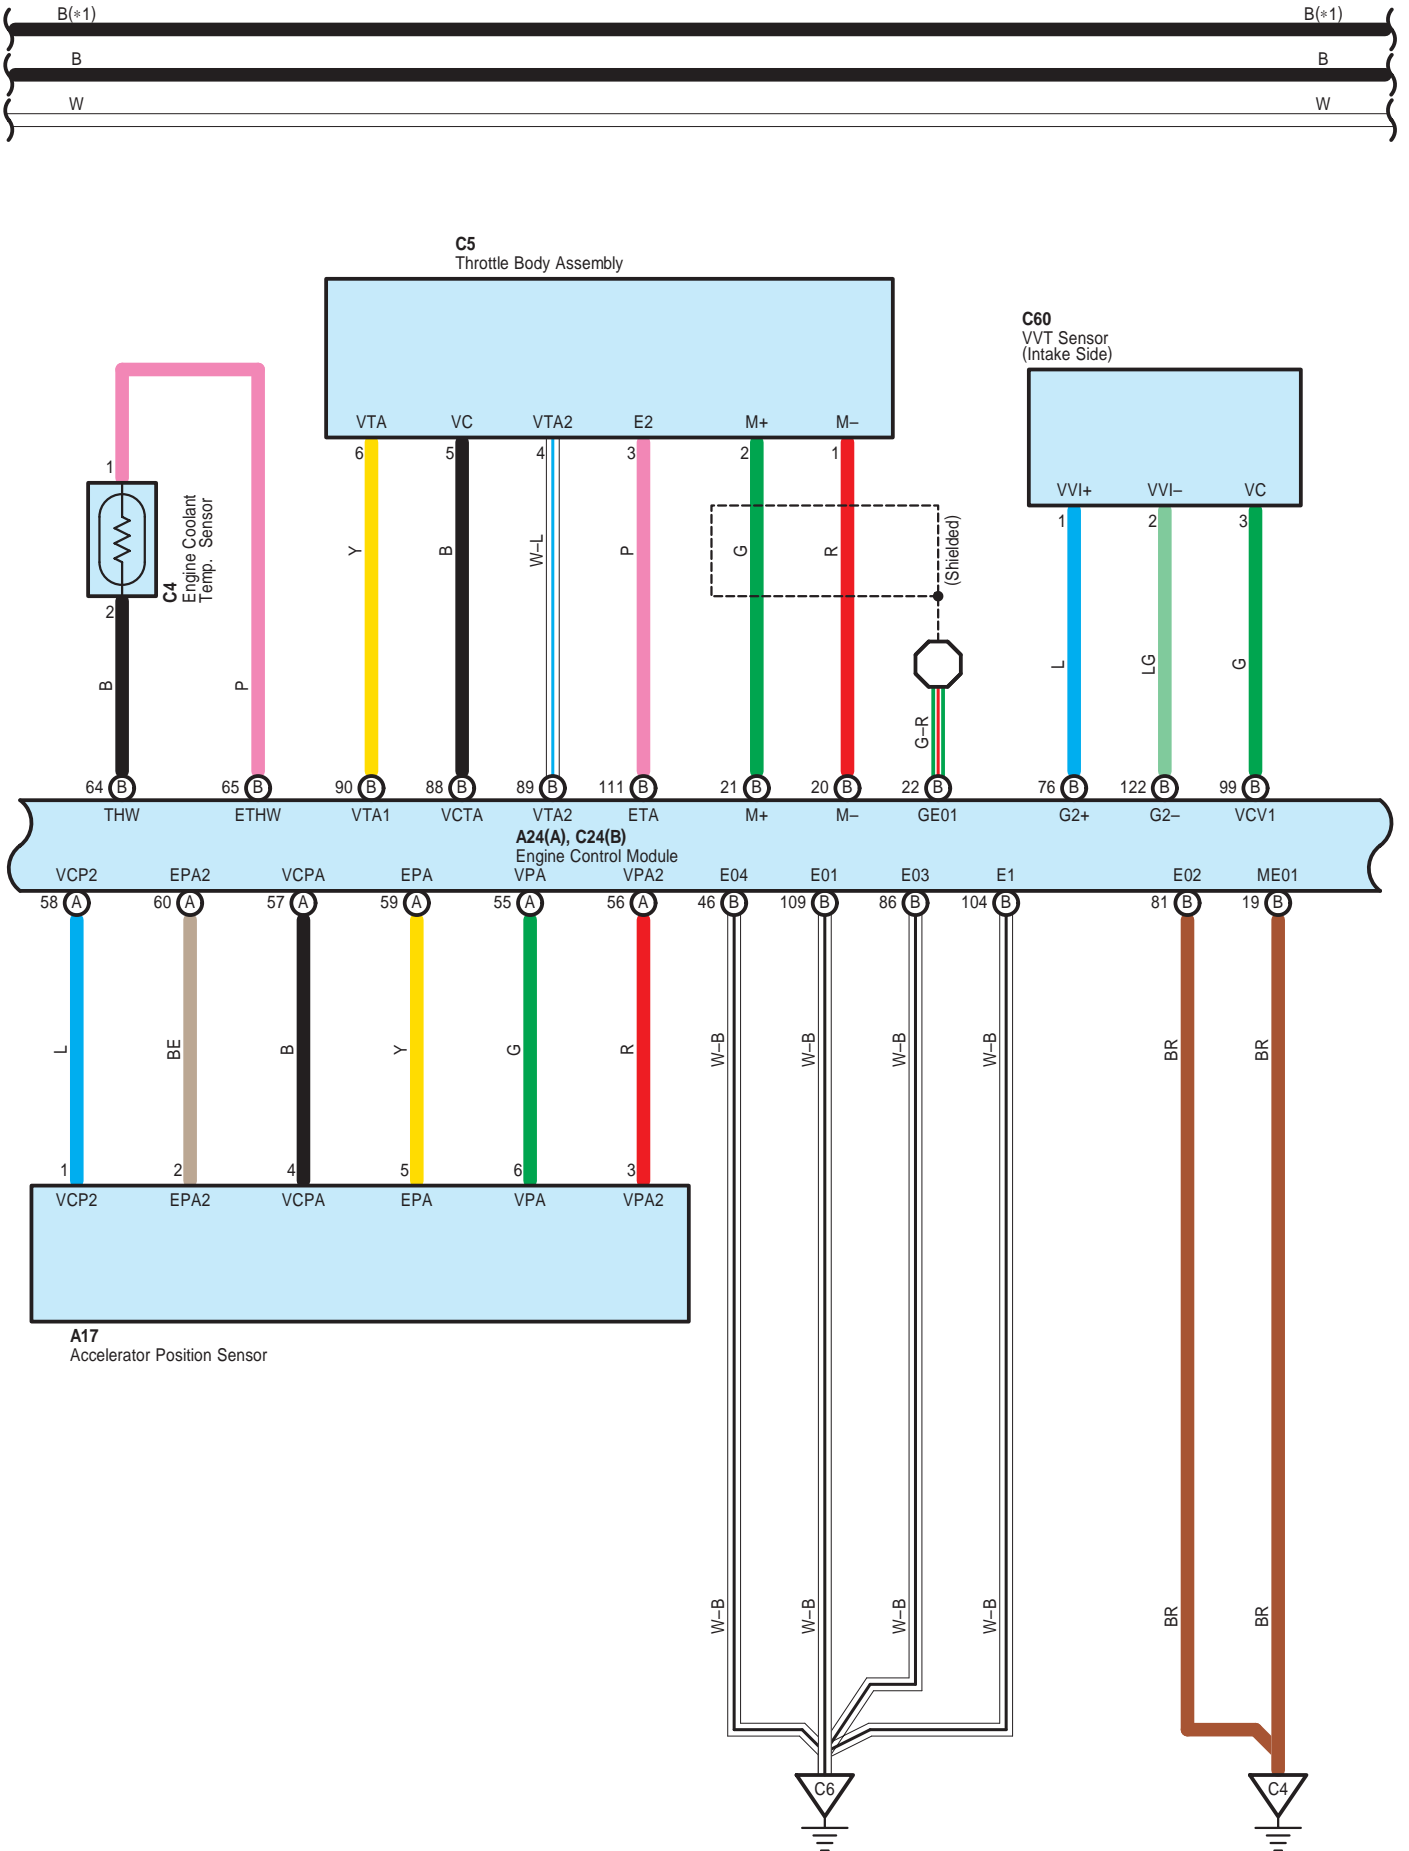 B(*1) B(*1)
B B
W W
C5
Throttle Body Assembly
C60
VVT Sensor
(Intake Side)
VTA VC VTA2 E2 M+ M–
6 5 4 3 2 1
VVI+ VVI– VC
1 2 3
1
C4
Engine Coolant
Temp. Sensor
2
Y B W–L P G R (Shielded)
B P G–R L LG G
64 B 65 B 90 B 88 B 89 B 111 B 21 B 20 B 22 B 76 B 122 B 99 B
THW ETHW VTA1 VCTA VTA2 ETA M+ M– GE01 G2+ G2– VCV1
A24(A), C24(B)
Engine Control Module
VCP2 EPA2 VCPA EPA VPA VPA2 E04 E01 E03 E1 E02 ME01
58 A 60 A 57 A 59 A 55 A 56 A 46 B 109 B 86 B 104 B 81 B 19 B
L BE B Y G R W–B W–B W–B W–B BR BR
1 2 4 5 6 3
VCP2 EPA2 VCPA EPA VPA VPA2
A17
Accelerator Position Sensor
W–B W–B W–B W–B BR BR
C6 C4